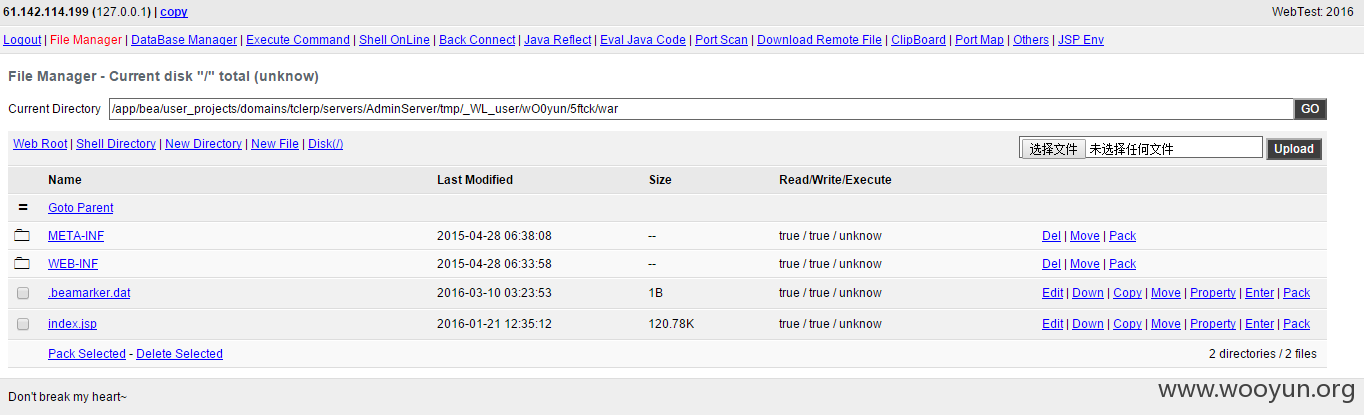 61.142.114.199 (127.0.0.1) | copy WebTest: 2016
Logout | File Manager | DataBase Manager | Execute Command | Shell OnLine | Back Connect | Java Reflect | Eval Java Code | Port Scan | Download Remote File | ClipBoard | Port Map | Others | JSP Env
File Manager - Current disk "/" total (unknow)
Current Directory /app/bea/user_projects/domains/tclerp/servers/AdminServer/tmp/_WL_user/wO0yun/5ftck/war GO
Web Root | Shell Directory | New Directory | New File | Disk(/) 选择文件 未选择任何文件 Upload
Name Last Modified Size Read/Write/Execute
= Goto Parent
META-INF 2015-04-28 06:38:08 -- true / true / unknow Del | Move | Pack
WEB-INF 2015-04-28 06:33:58 -- true / true / unknow Del | Move | Pack
.beamarker.dat 2016-03-10 03:23:53 1B true / true / unknow Edit | Down | Copy | Move | Property | Enter | Pack
index.jsp 2016-01-21 12:35:12 120.78K true / true / unknow Edit | Down | Copy | Move | Property | Enter | Pack
Pack Selected - Delete Selected 2 directories / 2 files
Don't break my heart~
www.wooyun.org